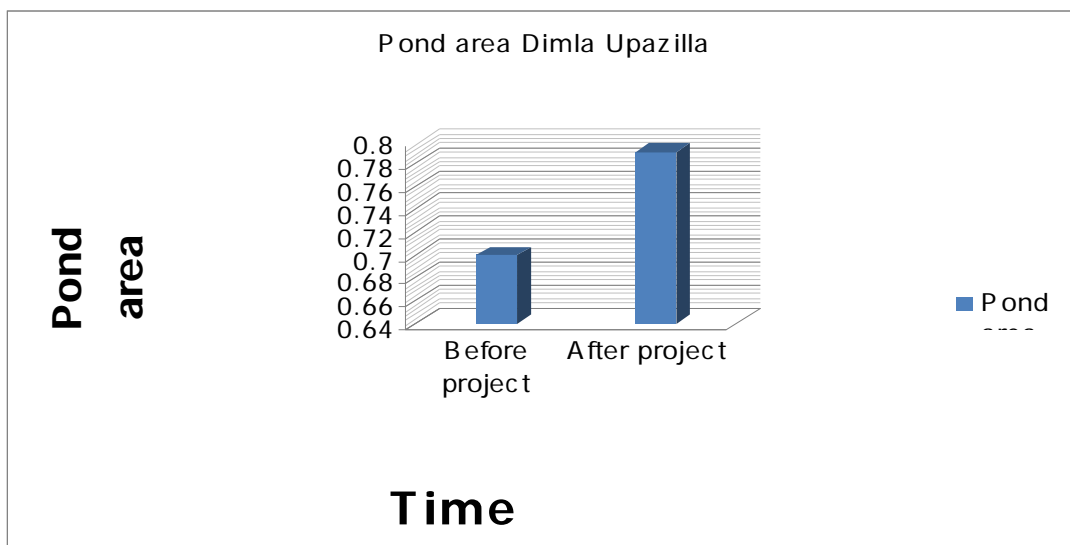 Pond area Dimla Upazilla
0.8
0.78
0.76
0.74
0.72
0.7
0.68
0.66
0.64
Pond
area
Before
project
After project
Time
Pond